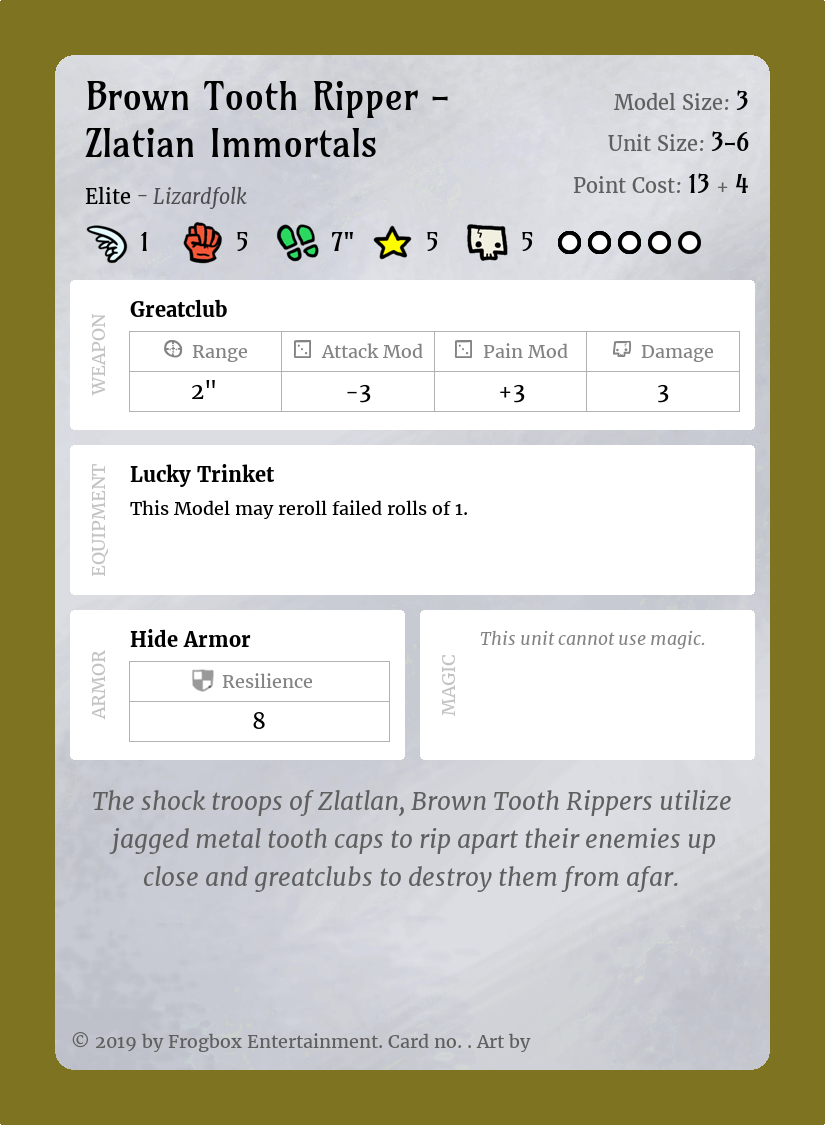 Brown Tooth Ripper –
Zlatian Immortals
Model Size: 3
Unit Size: 3–6
Point Cost: 13 + 4
Elite – Lizardfolk
1 5 7" 5 5
WEAPON
Greatclub
Range Attack Mod Pain Mod Damage
2" -3 +3 3
EQUIPMENT
Lucky Trinket
This Model may reroll failed rolls of 1.
ARMOR
Hide Armor
Resilience
8
MAGIC
This unit cannot use magic.
The shock troops of Zlatlan, Brown Tooth Rippers utilize
jagged metal tooth caps to rip apart their enemies up
close and greatclubs to destroy them from afar.
© 2019 by Frogbox Entertainment. Card no. . Art by